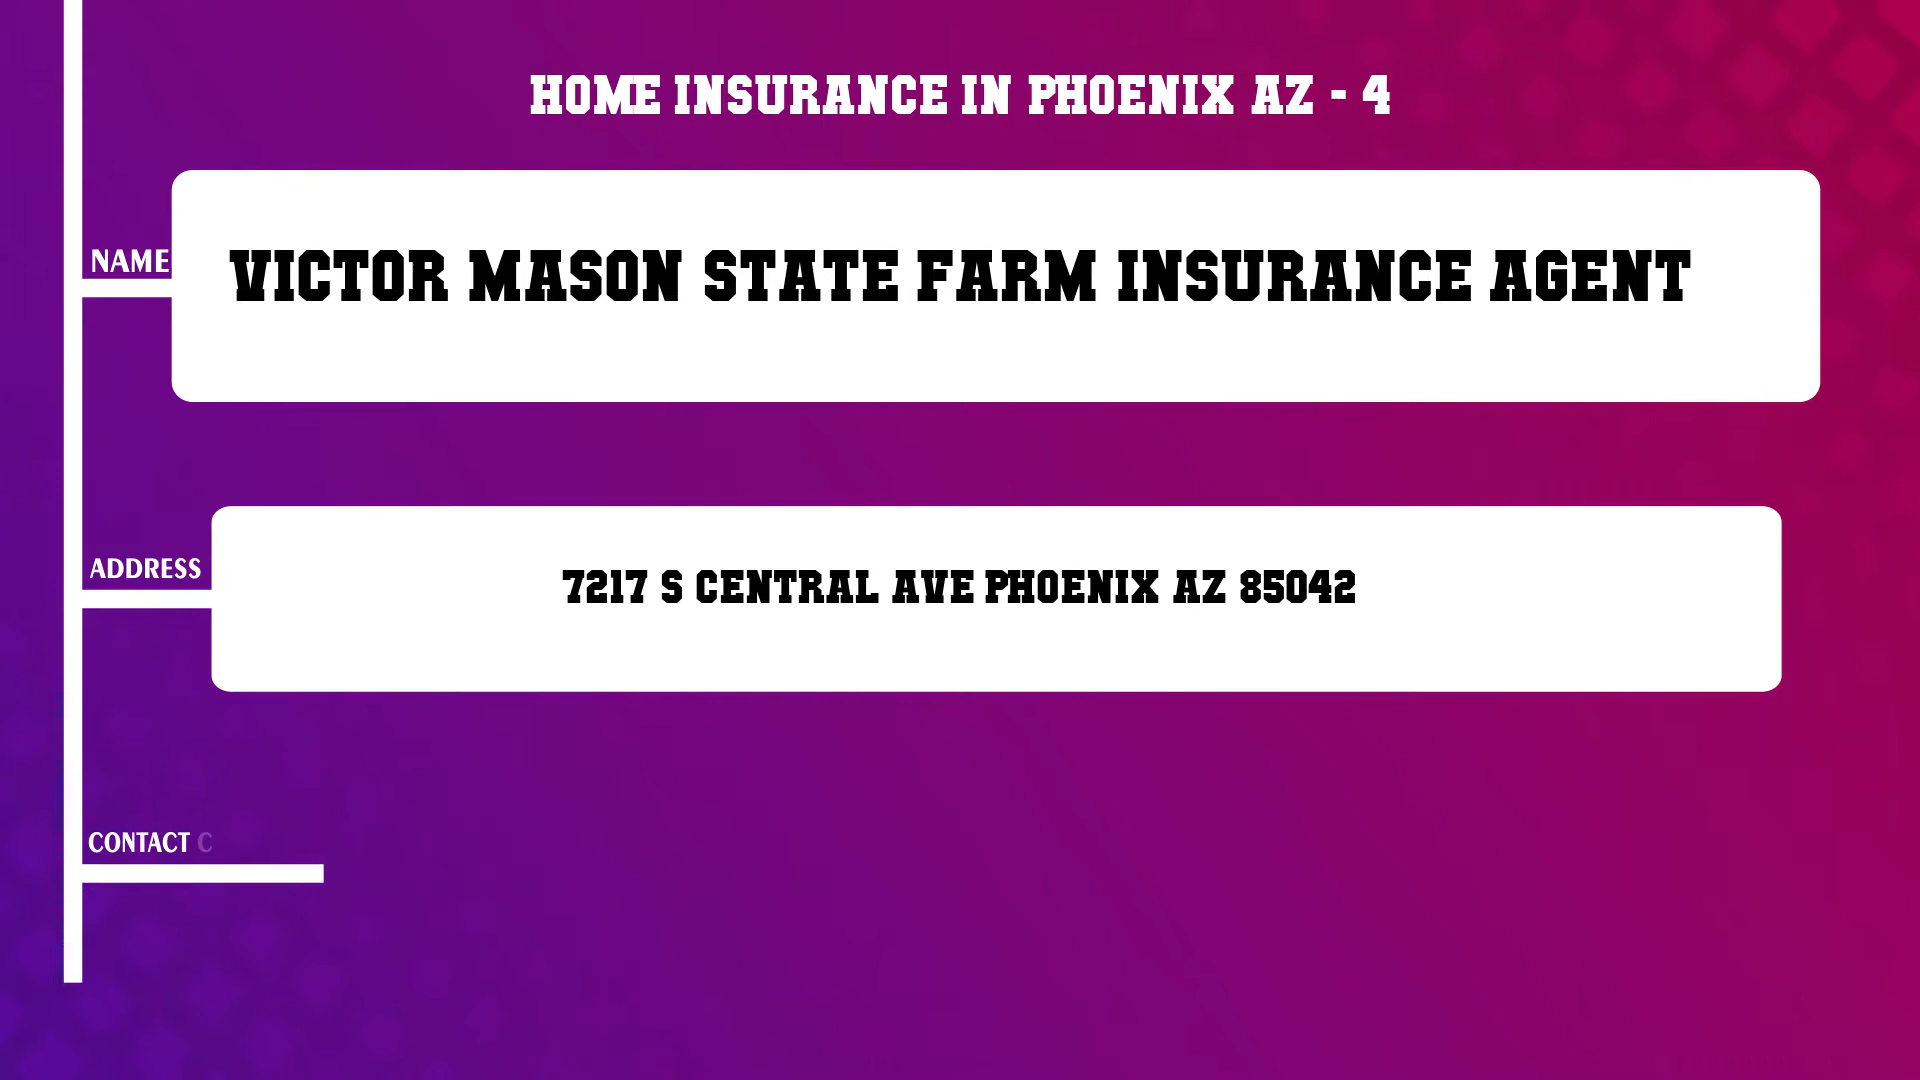 HOME INSURANCE IN PHOENIX AZ - 4
NAME
VICTOR MASON STATE FARM INSURANCE AGENT
ADDRESS
7217 S CENTRAL AVE PHOENIX AZ 85042
CONTACT C